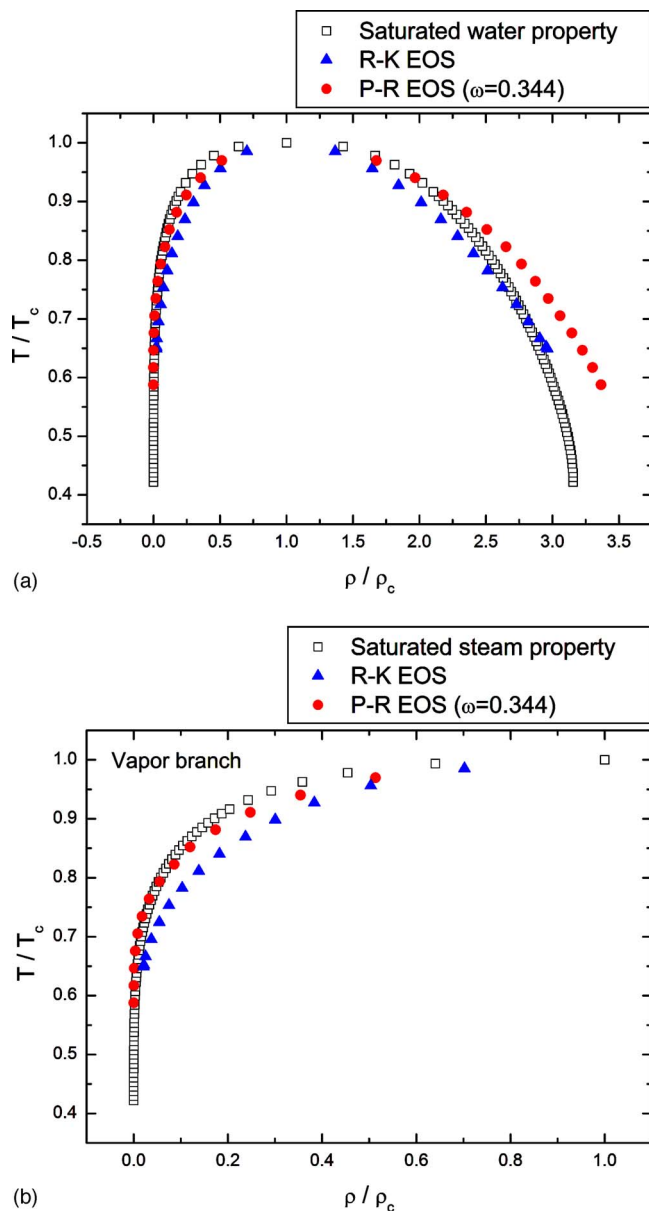 Saturated water property
R-K EOS
P-R EOS (ω=0.344)
1.0
0.9
0.8
0.7
0.6
0.5
0.4
T / T_c
-0.5 0.0 0.5 1.0 1.5 2.0 2.5 3.0 3.5
(a)
ρ / ρ_c
Saturated steam property
R-K EOS
P-R EOS (ω=0.344)
Vapor branch
1.0
0.9
0.8
0.7
0.6
0.5
0.4
T / T_c
0.0 0.2 0.4 0.6 0.8 1.0
(b)
ρ / ρ_c